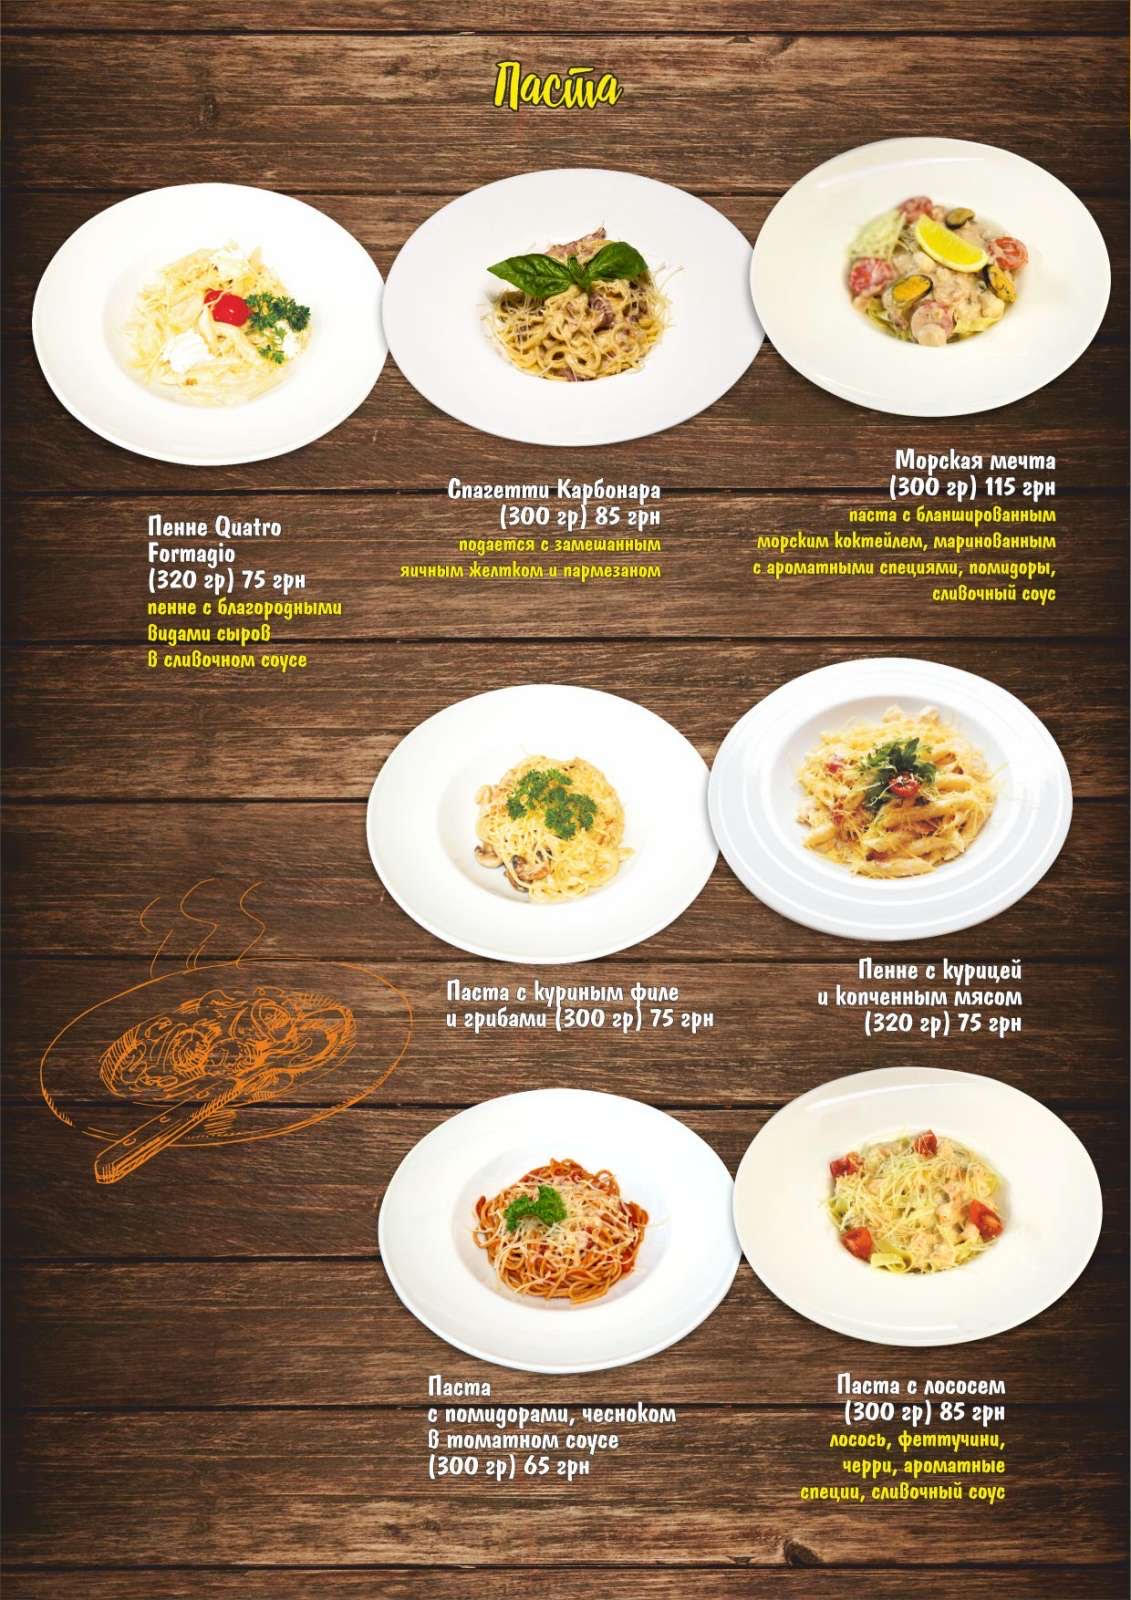 Паста
Пенне Quatro
Formagio
(320 гр) 75 грн
пенне с благородными
видами сыров
в сливочном соусе
Спагетти Карбонара
(300 гр) 85 грн
подается с замешанным
яичным желтком и пармезаном
Морская мечта
(300 гр) 115 грн
паста с бланшированным
морским коктейлем, маринованным
с ароматными специями, помидоры,
сливочный соус
Паста с куриным филе
и грибами (300 гр) 75 грн
Пенне с курицей
и копченным мясом
(320 гр) 75 грн
Паста
с помидорами, чесноком
в томатном соусе
(300 гр) 65 грн
Паста с лососем
(300 гр) 85 грн
лосось, феттучини,
черри, ароматные
специи, сливочный соус